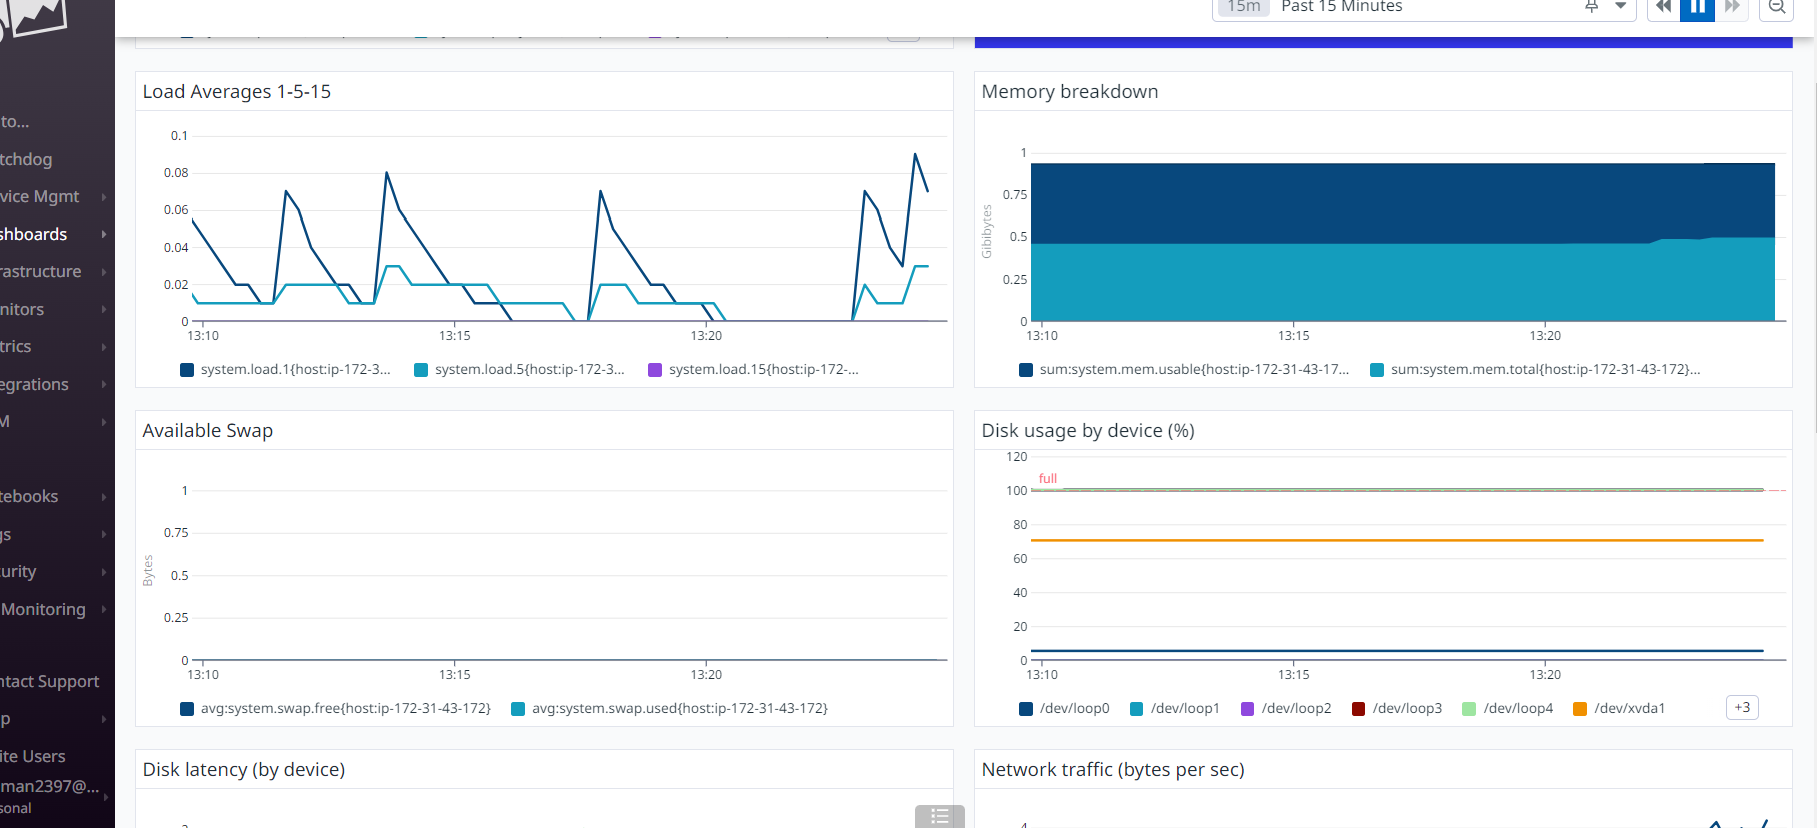 15m Past 15 Minutes
to...
tchdog
vice Mgmt
shboards
rastructure
nitors
trics
egrations
M
tebooks
gs
curity
Monitoring
ntact Support
p
ite Users
man2397@...
sonal
Load Averages 1-5-15
0.1
0.08
0.06
0.04
0.02
0
13:10 13:15 13:20
system.load.1{host:ip-172-3... system.load.5{host:ip-172-3... system.load.15{host:ip-172-...
Memory breakdown
Gibibytes
1
0.75
0.5
0.25
0
13:10 13:15 13:20
sum:system.mem.usable{host:ip-172-31-43-17... sum:system.mem.total{host:ip-172-31-43-172}...
Available Swap
Bytes
1
0.75
0.5
0.25
0
13:10 13:15 13:20
avg:system.swap.free{host:ip-172-31-43-172} avg:system.swap.used{host:ip-172-31-43-172}
Disk usage by device (%)
120
full
100
80
60
40
20
0
13:10 13:15 13:20
/dev/loop0 /dev/loop1 /dev/loop2 /dev/loop3 /dev/loop4 /dev/xvda1 +3
Disk latency (by device)
Network traffic (bytes per sec)
4